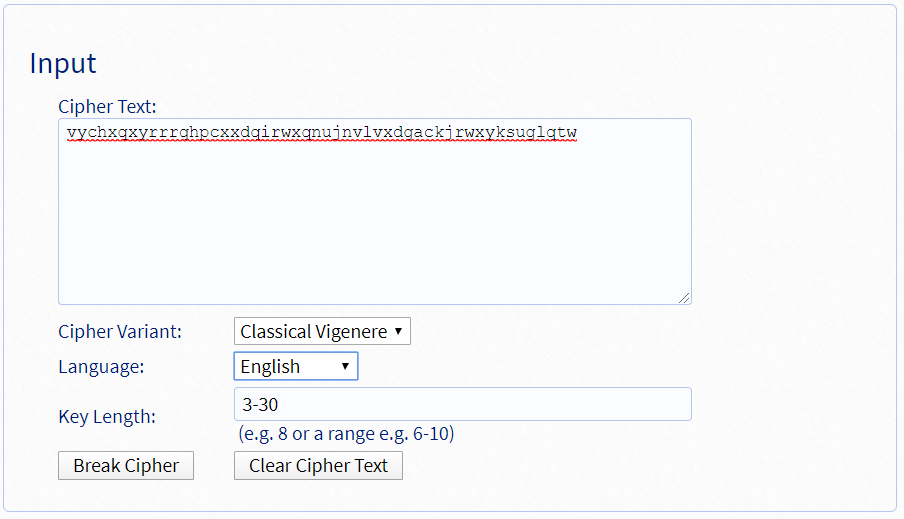 Input
Cipher Text:
vychxqxyrrrqhpcxxdqirwxqnujnvlvxdgackjrwxyksuglqtw
Cipher Variant: Classical Vigenere
Language: English
Key Length: 3-30
(e.g. 8 or a range e.g. 6-10)
Break Cipher Clear Cipher Text